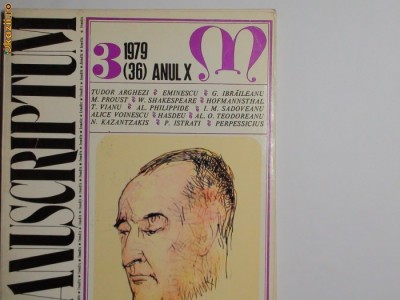 ANUSCRIPTUM
3 1979
(36) ANUL X
M
TUDOR ARGHEZI EMINESCU G. IBRĂILEANU
M. PROUST W. SHAKESPEARE HOFMANNSTHAL
T. VIANU AL. PHILIPPIDE I. M. SADOVEANU
ALICE VOINESCU HASDEU AL. O. TEODOREANU
N. KAZANTZAKIS P. ISTRATI PERPESSICIUS